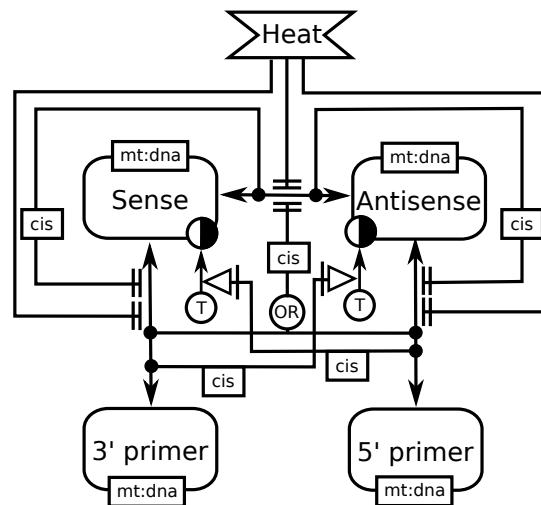 Heat
mt:dna
mt:dna
Sense
Antisense
cis
cis
cis
T
OR
T
cis
cis
3' primer
5' primer
mt:dna
mt:dna